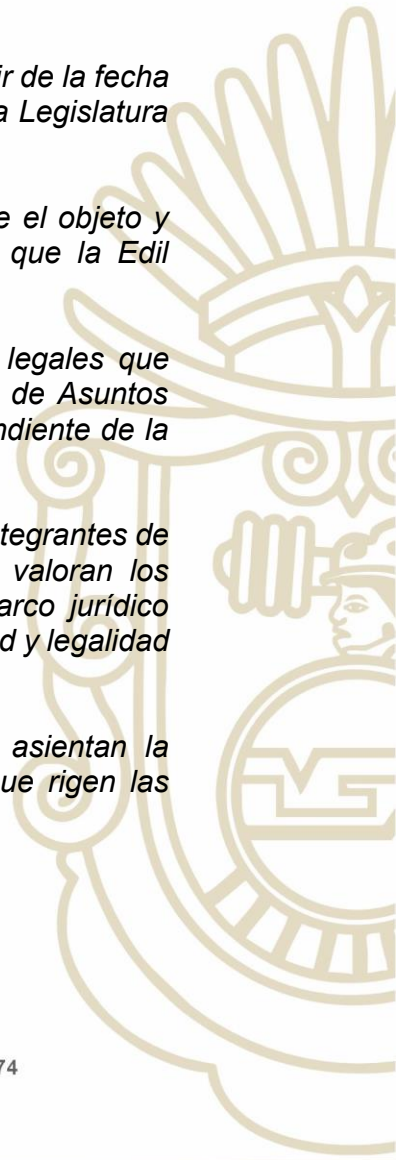 ir de la fecha
a Legislatura
e el objeto y
que la Edil
legales que
de Asuntos
ndiente de la
ntegrantes de
valoran los
arco jurídico
d y legalidad
asientan la
ue rigen las
74